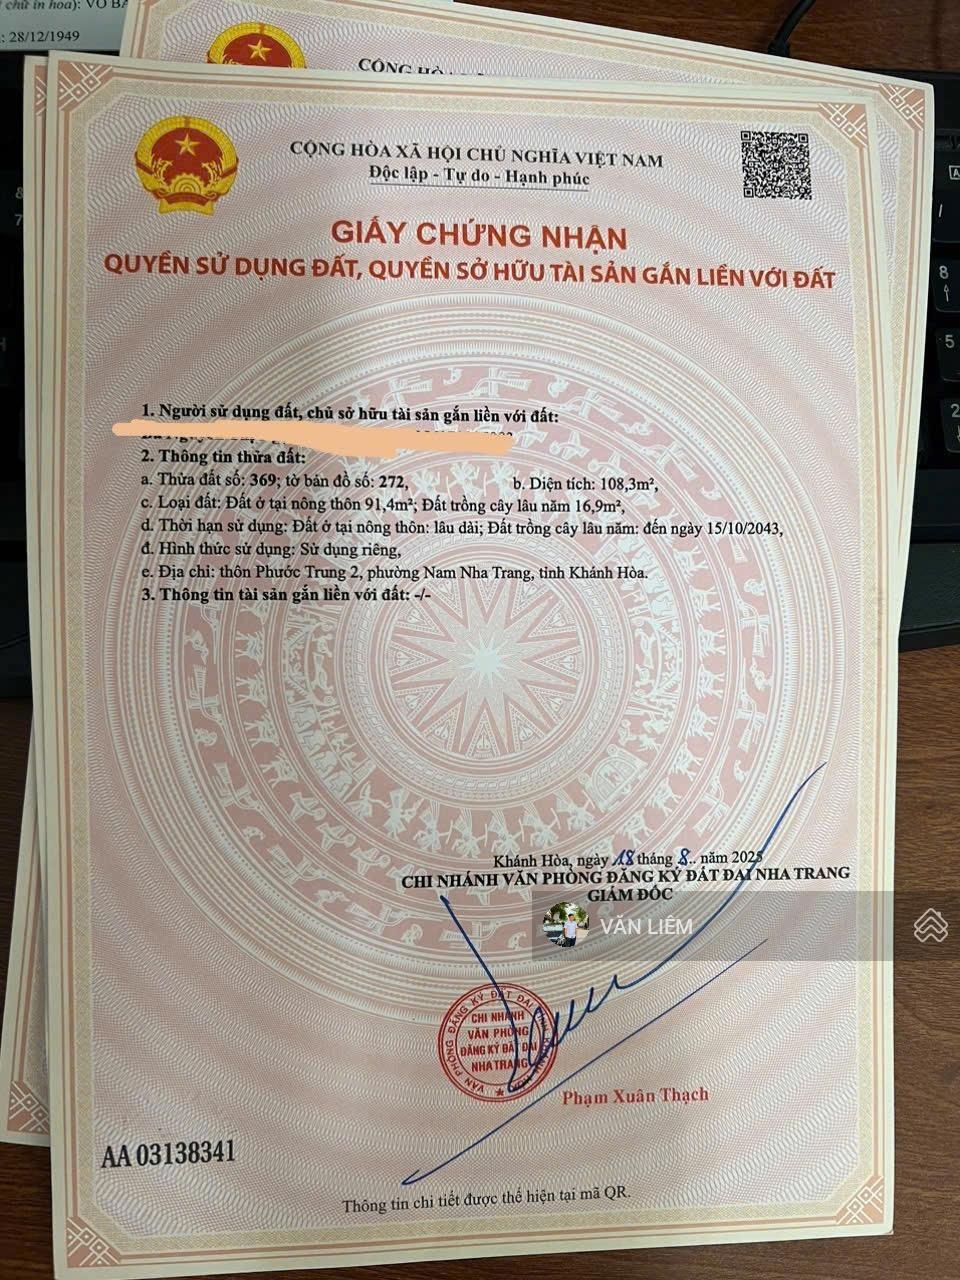 chữ in hoa): VÕ BA
: 28/12/1949
CỘNG HÒA
CỘNG HÒA XÃ HỘI CHỦ NGHĨA VIỆT NAM
Độc lập - Tự do - Hạnh phúc
GIẤY CHỨNG NHẬN
QUYỀN SỬ DỤNG ĐẤT, QUYỀN SỞ HỮU TÀI SẢN GẮN LIỀN VỚI ĐẤT
1. Người sử dụng đất, chủ sở hữu tài sản gắn liền với đất:
2. Thông tin thửa đất:
a. Thửa đất số: 369; tờ bản đồ số: 272, b. Diện tích: 108,3m²,
c. Loại đất: Đất ở tại nông thôn 91,4m²; Đất trồng cây lâu năm 16,9m²,
d. Thời hạn sử dụng: Đất ở tại nông thôn: lâu dài; Đất trồng cây lâu năm: đến ngày 15/10/2043,
đ. Hình thức sử dụng: Sử dụng riêng,
e. Địa chỉ: thôn Phước Trung 2, phường Nam Nha Trang, tỉnh Khánh Hòa.
3. Thông tin tài sản gắn liền với đất: -/-
Khánh Hòa, ngày 18 tháng 8.. năm 2025
CHI NHÁNH VĂN PHÒNG ĐĂNG KÝ ĐẤT ĐAI NHA TRANG
GIÁM ĐỐC
VĂN LIÊM
CHI NHÁNH
VĂN PHÒNG
ĐĂNG KÝ ĐẤT ĐAI
NHA TRANG
Phạm Xuân Thạch
AA 03138341
Thông tin chi tiết được thể hiện tại mã QR.